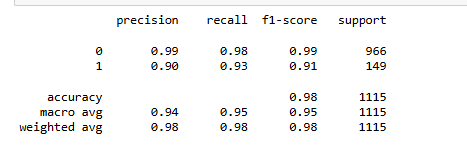 precision recall f1-score support
0 0.99 0.98 0.99 966
1 0.90 0.93 0.91 149
accuracy 0.98 1115
macro avg 0.94 0.95 0.95 1115
weighted avg 0.98 0.98 0.98 1115